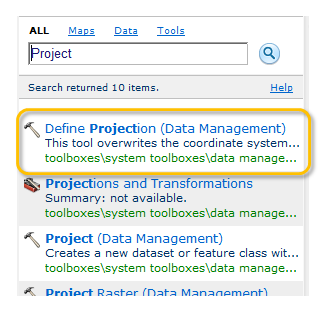 ALL Maps Data Tools
Project
Search returned 10 items. Help
Define Projection (Data Management)
This tool overwrites the coordinate system...
toolboxes\system toolboxes\data manage...
Projections and Transformations
Summary: not available.
toolboxes\system toolboxes\data manage...
Project (Data Management)
Creates a new dataset or feature class wit...
toolboxes\system toolboxes\data manage...
Project Raster (Data Management)